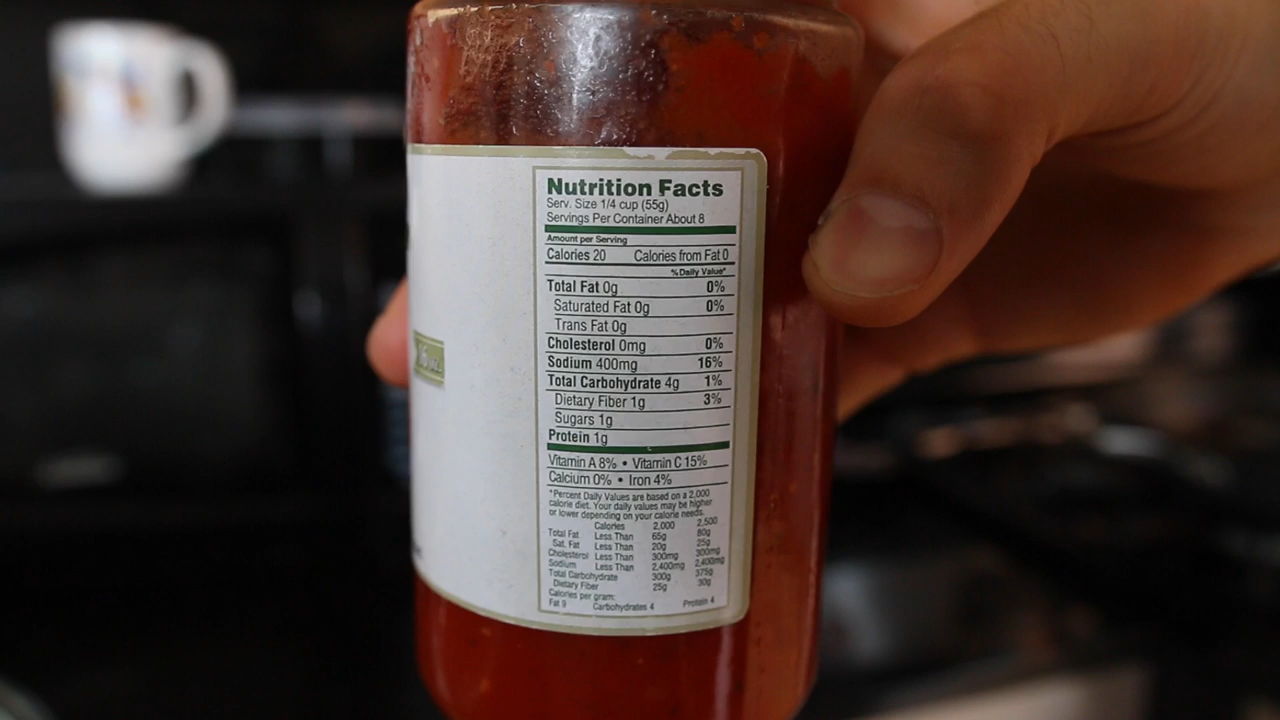 Nutrition Facts
Serv. Size 1/4 cup (55g)
Servings Per Container About 8
Amount per Serving
Calories 20 Calories from Fat 0
%Daily Value*
Total Fat 0g 0%
Saturated Fat 0g 0%
Trans Fat 0g
Cholesterol 0mg 0%
Sodium 400mg 16%
Total Carbohydrate 4g 1%
Dietary Fiber 1g 3%
Sugars 1g
Protein 1g
Vitamin A 8% • Vitamin C 15%
Calcium 0% • Iron 4%
*Percent Daily Values are based on a 2,000
calorie diet. Your daily values may be higher
or lower depending on your calorie needs.
Calories 2,000 2,500
Total Fat Less Than 65g 80g
Sat. Fat Less Than 20g 25g
Cholesterol Less Than 300mg 300mg
Sodium Less Than 2,400mg 2,400mg
Total Carbohydrate 300g 375g
Dietary Fiber 25g 30g
Calories per gram:
Fat 9 Carbohydrates 4 Protein 4